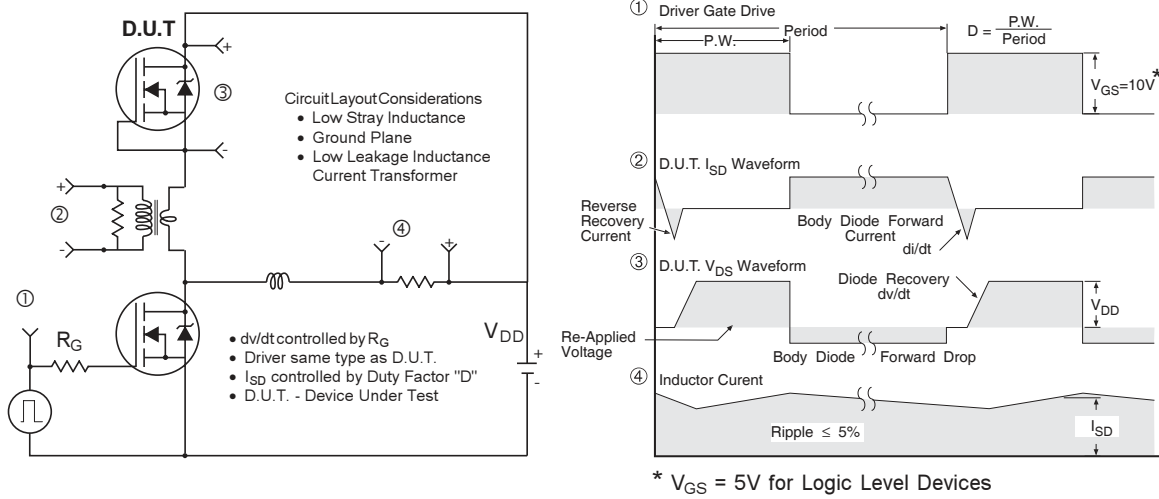 D.U.T
+
③
-
Circuit Layout Considerations
• Low Stray Inductance
• Ground Plane
• Low Leakage Inductance
Current Transformer
+
②
-
④
-
+
①
R_G
V_DD
+
-
• dv/dt controlled by R_G
• Driver same type as D.U.T.
• I_SD controlled by Duty Factor "D"
• D.U.T. - Device Under Test
① Driver Gate Drive
P.W.
Period
D = P.W. / Period
V_GS=10V *
② D.U.T. I_SD Waveform
Reverse
Recovery
Current
Body Diode Forward
Current
di/dt
③ D.U.T. V_DS Waveform
Diode Recovery
dv/dt
V_DD
Re-Applied
Voltage
Body Diode Forward Drop
④ Inductor Curent
Ripple ≤ 5%
I_SD
* V_GS = 5V for Logic Level Devices